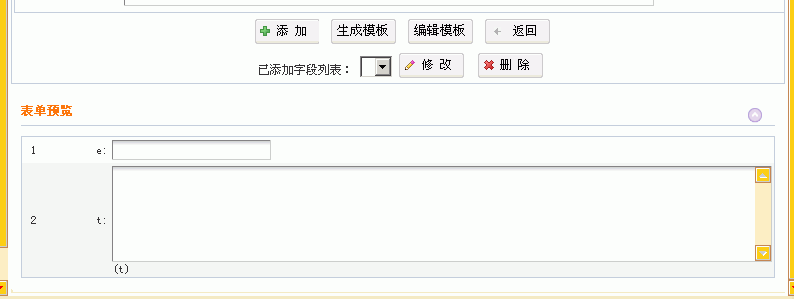 添 加 生成模板 编辑模板 返回
已添加字段列表： 修 改 删 除
表单预览
1 e:
2 t:
(t)